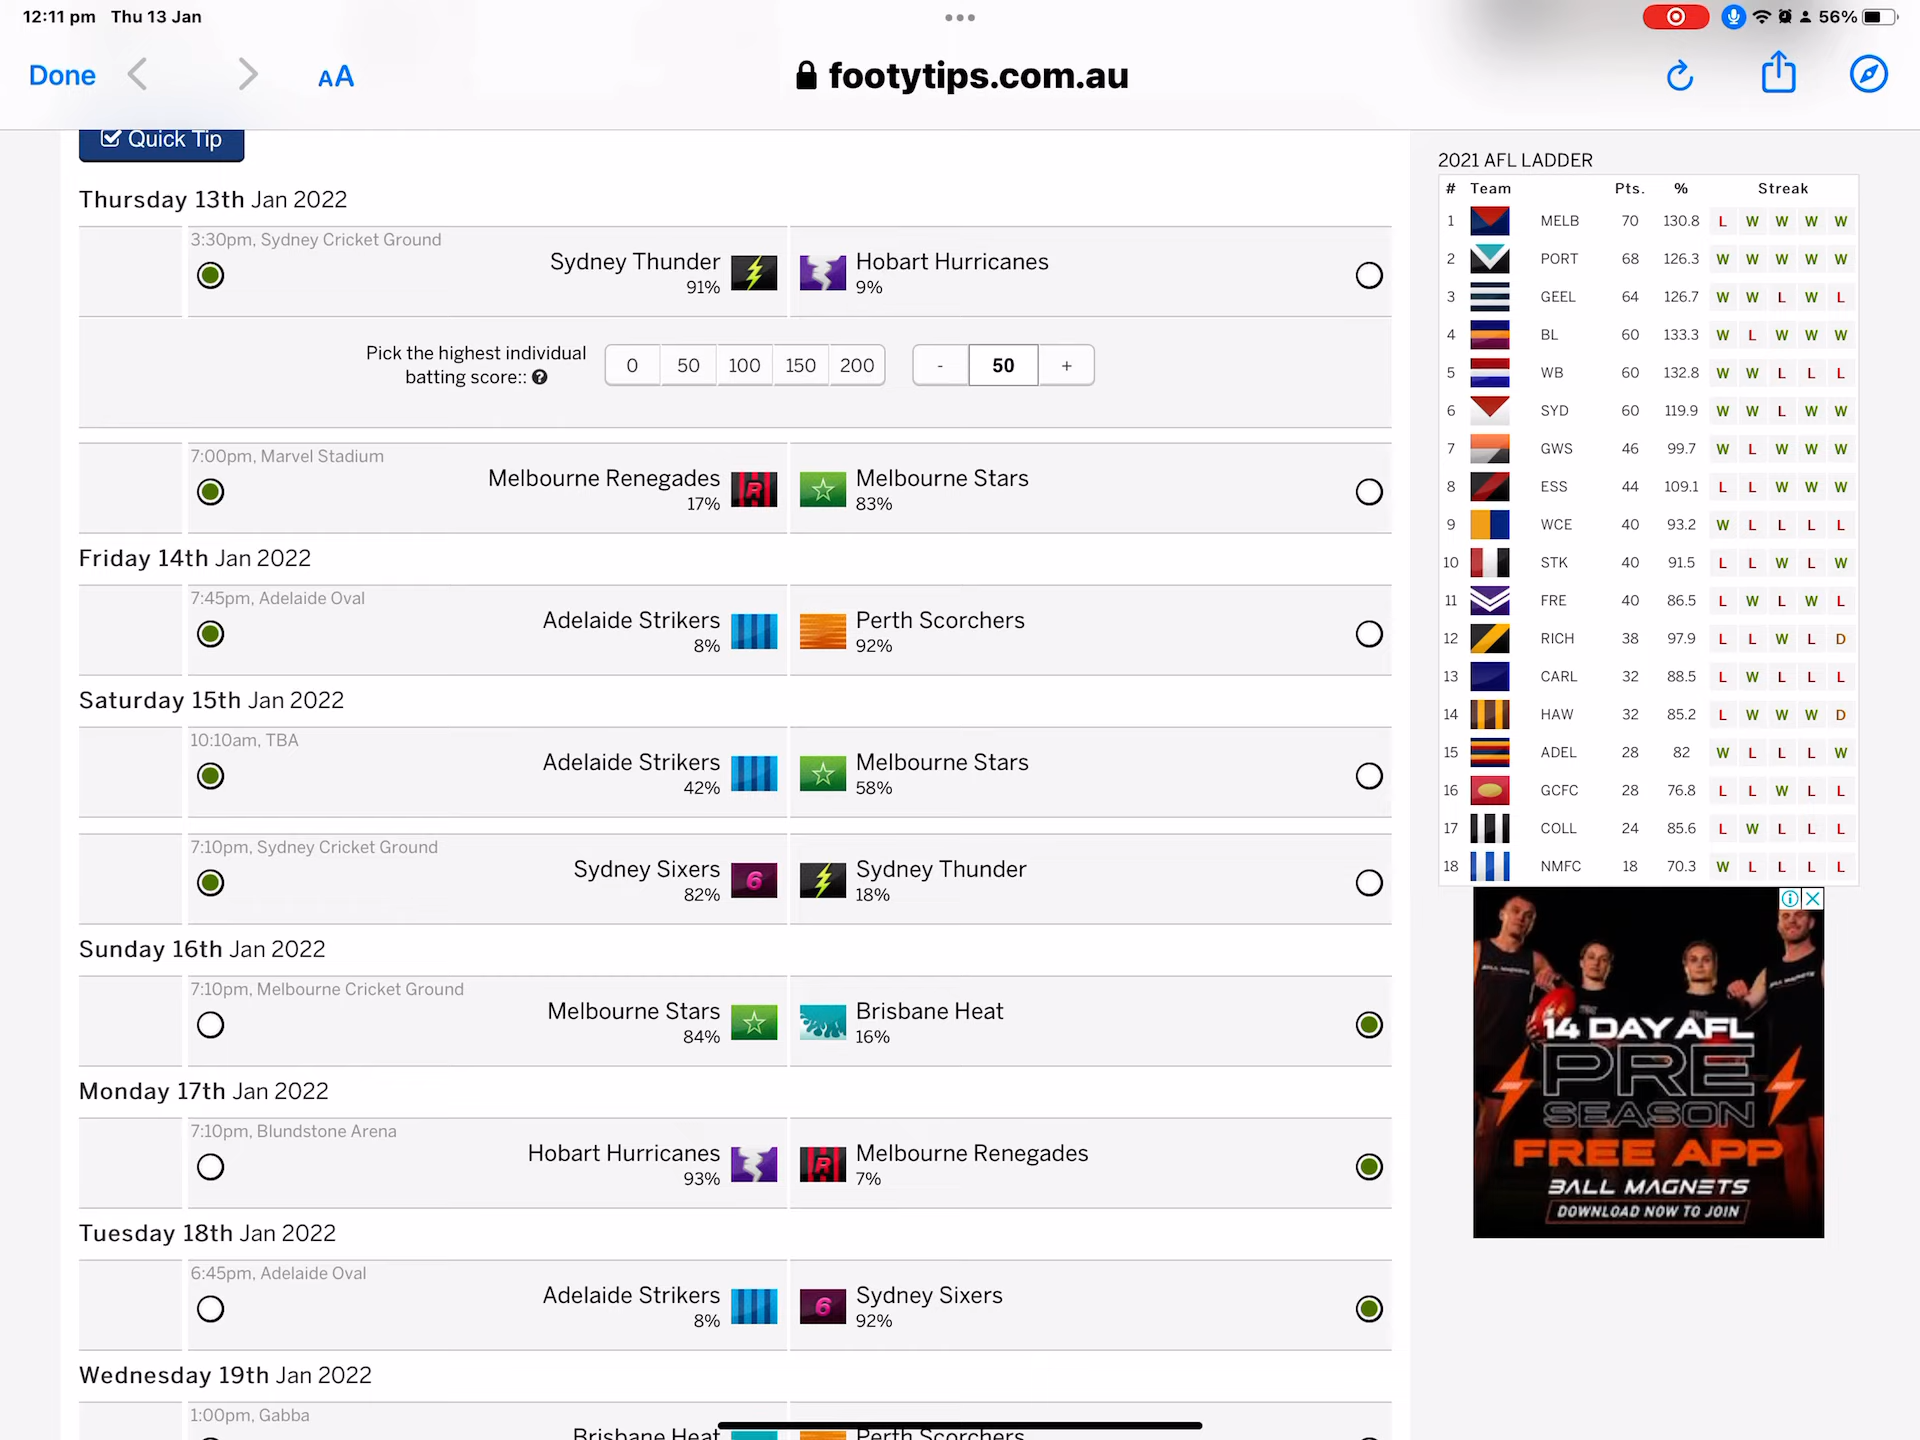 12:11 pm Thu 13 Jan
56%
Done
AA
footytips.com.au
Quick Tip
Thursday 13th Jan 2022
3:30pm, Sydney Cricket Ground
Sydney Thunder
91%
Hobart Hurricanes
9%
Pick the highest individual
batting score::
0 50 100 150 200 - 50 +
7:00pm, Marvel Stadium
Melbourne Renegades
17%
Melbourne Stars
83%
Friday 14th Jan 2022
7:45pm, Adelaide Oval
Adelaide Strikers
8%
Perth Scorchers
92%
Saturday 15th Jan 2022
10:10am, TBA
Adelaide Strikers
42%
Melbourne Stars
58%
7:10pm, Sydney Cricket Ground
Sydney Sixers
82%
Sydney Thunder
18%
Sunday 16th Jan 2022
7:10pm, Melbourne Cricket Ground
Melbourne Stars
84%
Brisbane Heat
16%
Monday 17th Jan 2022
7:10pm, Blundstone Arena
Hobart Hurricanes
93%
Melbourne Renegades
7%
Tuesday 18th Jan 2022
6:45pm, Adelaide Oval
Adelaide Strikers
8%
Sydney Sixers
92%
Wednesday 19th Jan 2022
1:00pm, Gabba
Brisbane Heat
Perth Scorchers
2021 AFL LADDER
# Team Pts. % Streak
1 MELB 70 130.8 L W W W W
2 PORT 68 126.3 W W W W W
3 GEEL 64 126.7 W W L W L
4 BL 60 133.3 W L W W W
5 WB 60 132.8 W W L L L
6 SYD 60 119.9 W W L W W
7 GWS 46 99.7 W L W W W
8 ESS 44 109.1 L L W W W
9 WCE 40 93.2 W L L L L
10 STK 40 91.5 L L W L W
11 FRE 40 86.5 L W L W L
12 RICH 38 97.9 L L W L D
13 CARL 32 88.5 L W L L L
14 HAW 32 85.2 L W W W D
15 ADEL 28 82 W L L L W
16 GCFC 28 76.8 L L W L L
17 COLL 24 85.6 L W L L L
18 NMFC 18 70.3 W L L L L
14 DAY AFL
PRE
SEASON
FREE APP
BALL MAGNETS
DOWNLOAD NOW TO JOIN